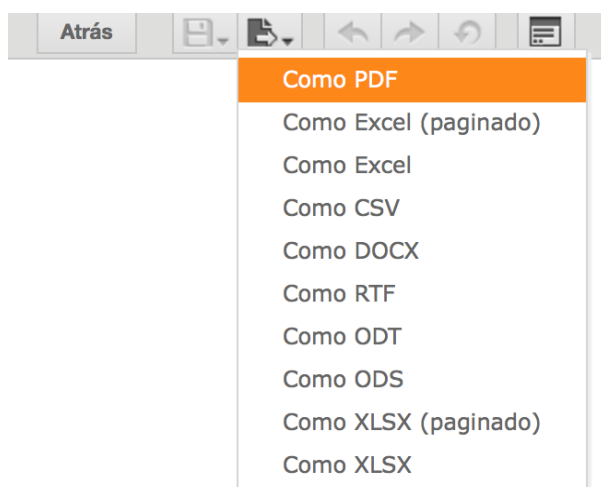 Atrás
Como PDF
Como Excel (paginado)
Como Excel
Como CSV
Como DOCX
Como RTF
Como ODT
Como ODS
Como XLSX (paginado)
Como XLSX